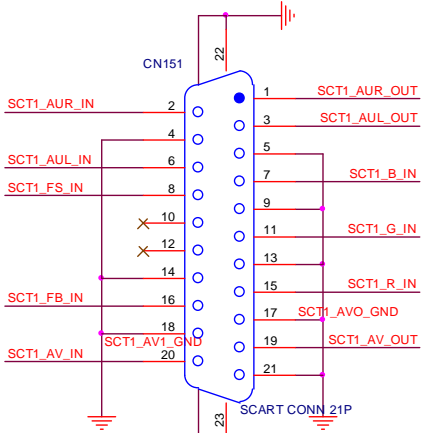 22
CN151
1 SCT1_AUR_OUT
SCT1_AUR_IN 2
3 SCT1_AUL_OUT
4
5
SCT1_AUL_IN 6
7 SCT1_B_IN
SCT1_FS_IN 8
9
10
11 SCT1_G_IN
12
13
14
15 SCT1_R_IN
SCT1_FB_IN 16
17 SCT1_AVO_GND
18 SCT1_AV1_GND
19 SCT1_AV_OUT
SCT1_AV_IN 20
21
SCART CONN 21P
23